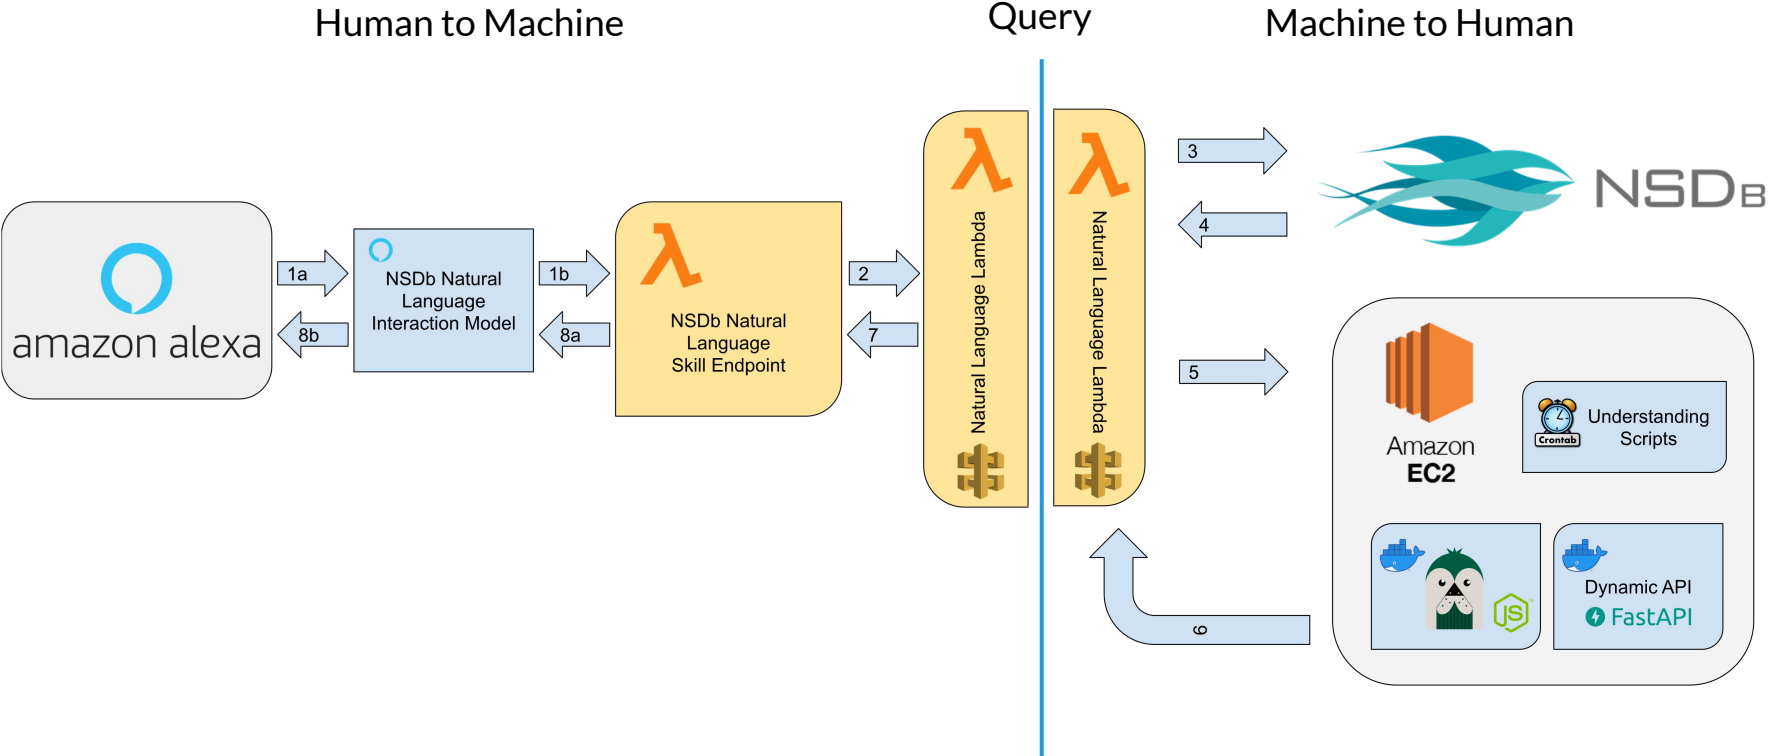 Human to Machine
Query
Machine to Human
amazon alexa
1a
8b
NSDb Natural
Language
Interaction Model
1b
8a
NSDb Natural
Language
Skill Endpoint
2
7
Natural Language Lambda
Natural Language Lambda
3
4
NSDB
5
6
Amazon
EC2
Crontab
Understanding
Scripts
JS
Dynamic API
FastAPI